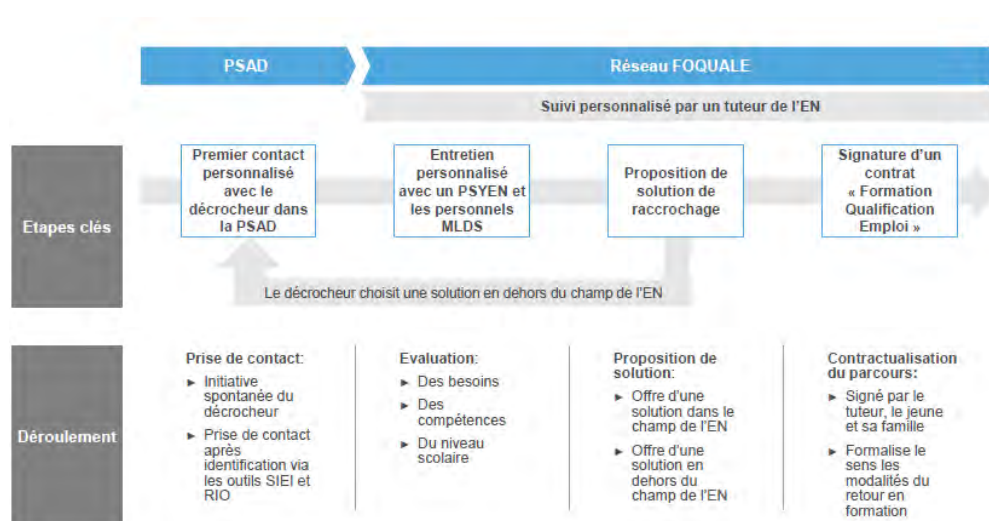 PSAD
Réseau FOQUALE
Suivi personnalisé par un tuteur de l'EN
Etapes clés
Premier contact
personnalisé
avec le
décrocheur dans
la PSAD
Entretien
personnalisé
avec un PSYEN et
les personnels
MLDS
Proposition de
solution de
raccrochage
Signature d'un
contrat
« Formation
Qualification
Emploi »
Le décrocheur choisit une solution en dehors du champ de l'EN
Déroulement
Prise de contact:
► Initiative
spontanée du
décrocheur
► Prise de contact
après
identification via
les outils SIEI et
RIO
Evaluation:
► Des besoins
► Des
compétences
► Du niveau
scolaire
Proposition de
solution:
► Offre d'une
solution dans le
champ de l'EN
► Offre d'une
solution en
dehors du
champ de l'EN
Contractualisation
du parcours:
► Signé par le
tuteur, le jeune
et sa famille
► Formalise le
sens les
modalités du
retour en
formation